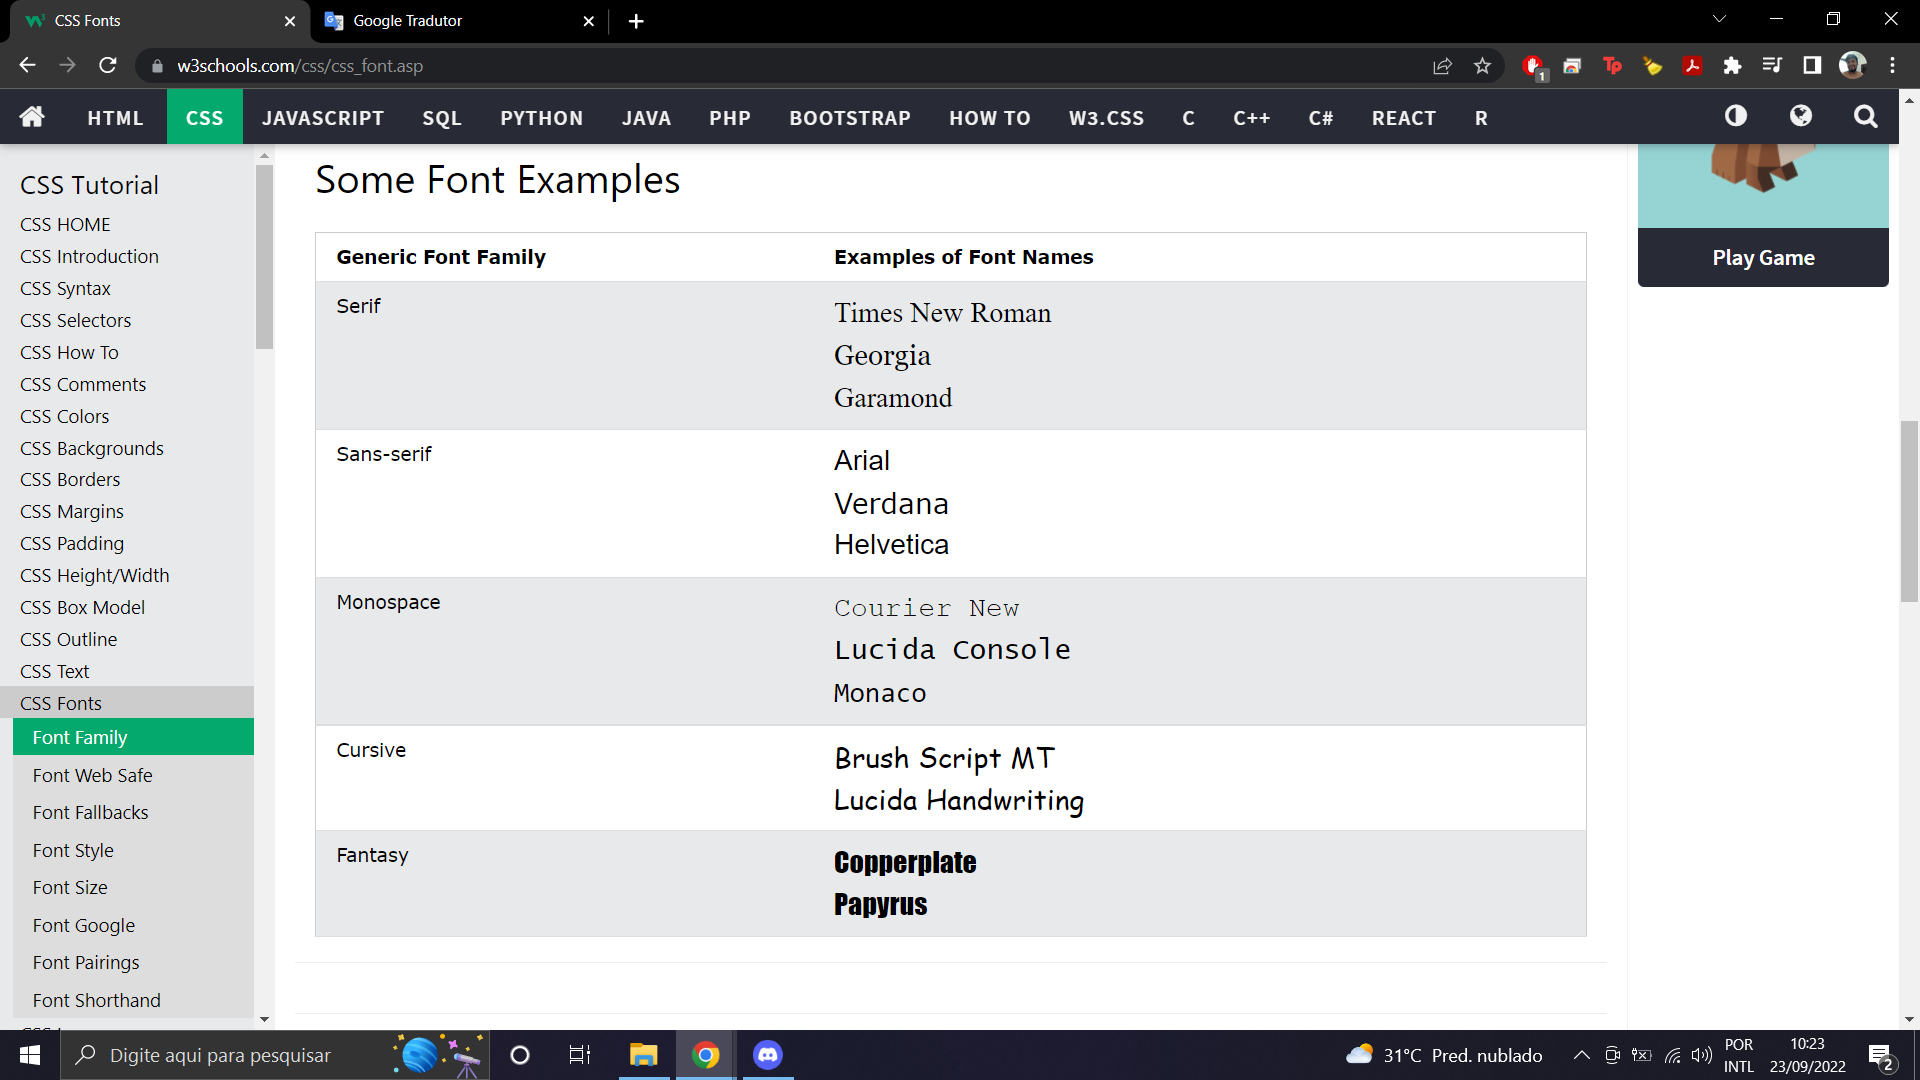 CSS Fonts
Google Tradutor
w3schools.com/css/css_font.asp
1
HTML CSS JAVASCRIPT SQL PYTHON JAVA PHP BOOTSTRAP HOW TO W3.CSS C C++ C# REACT R
CSS Tutorial
CSS HOME
CSS Introduction
CSS Syntax
CSS Selectors
CSS How To
CSS Comments
CSS Colors
CSS Backgrounds
CSS Borders
CSS Margins
CSS Padding
CSS Height/Width
CSS Box Model
CSS Outline
CSS Text
CSS Fonts
Font Family
Font Web Safe
Font Fallbacks
Font Style
Font Size
Font Google
Font Pairings
Font Shorthand
Some Font Examples
Generic Font Family Examples of Font Names
Serif Times New Roman
Georgia
Garamond
Sans-serif Arial
Verdana
Helvetica
Monospace Courier New
Lucida Console
Monaco
Cursive Brush Script MT
Lucida Handwriting
Fantasy Copperplate
Papyrus
Play Game
Digite aqui para pesquisar
31°C Pred. nublado
POR
INTL
10:23
23/09/2022
2